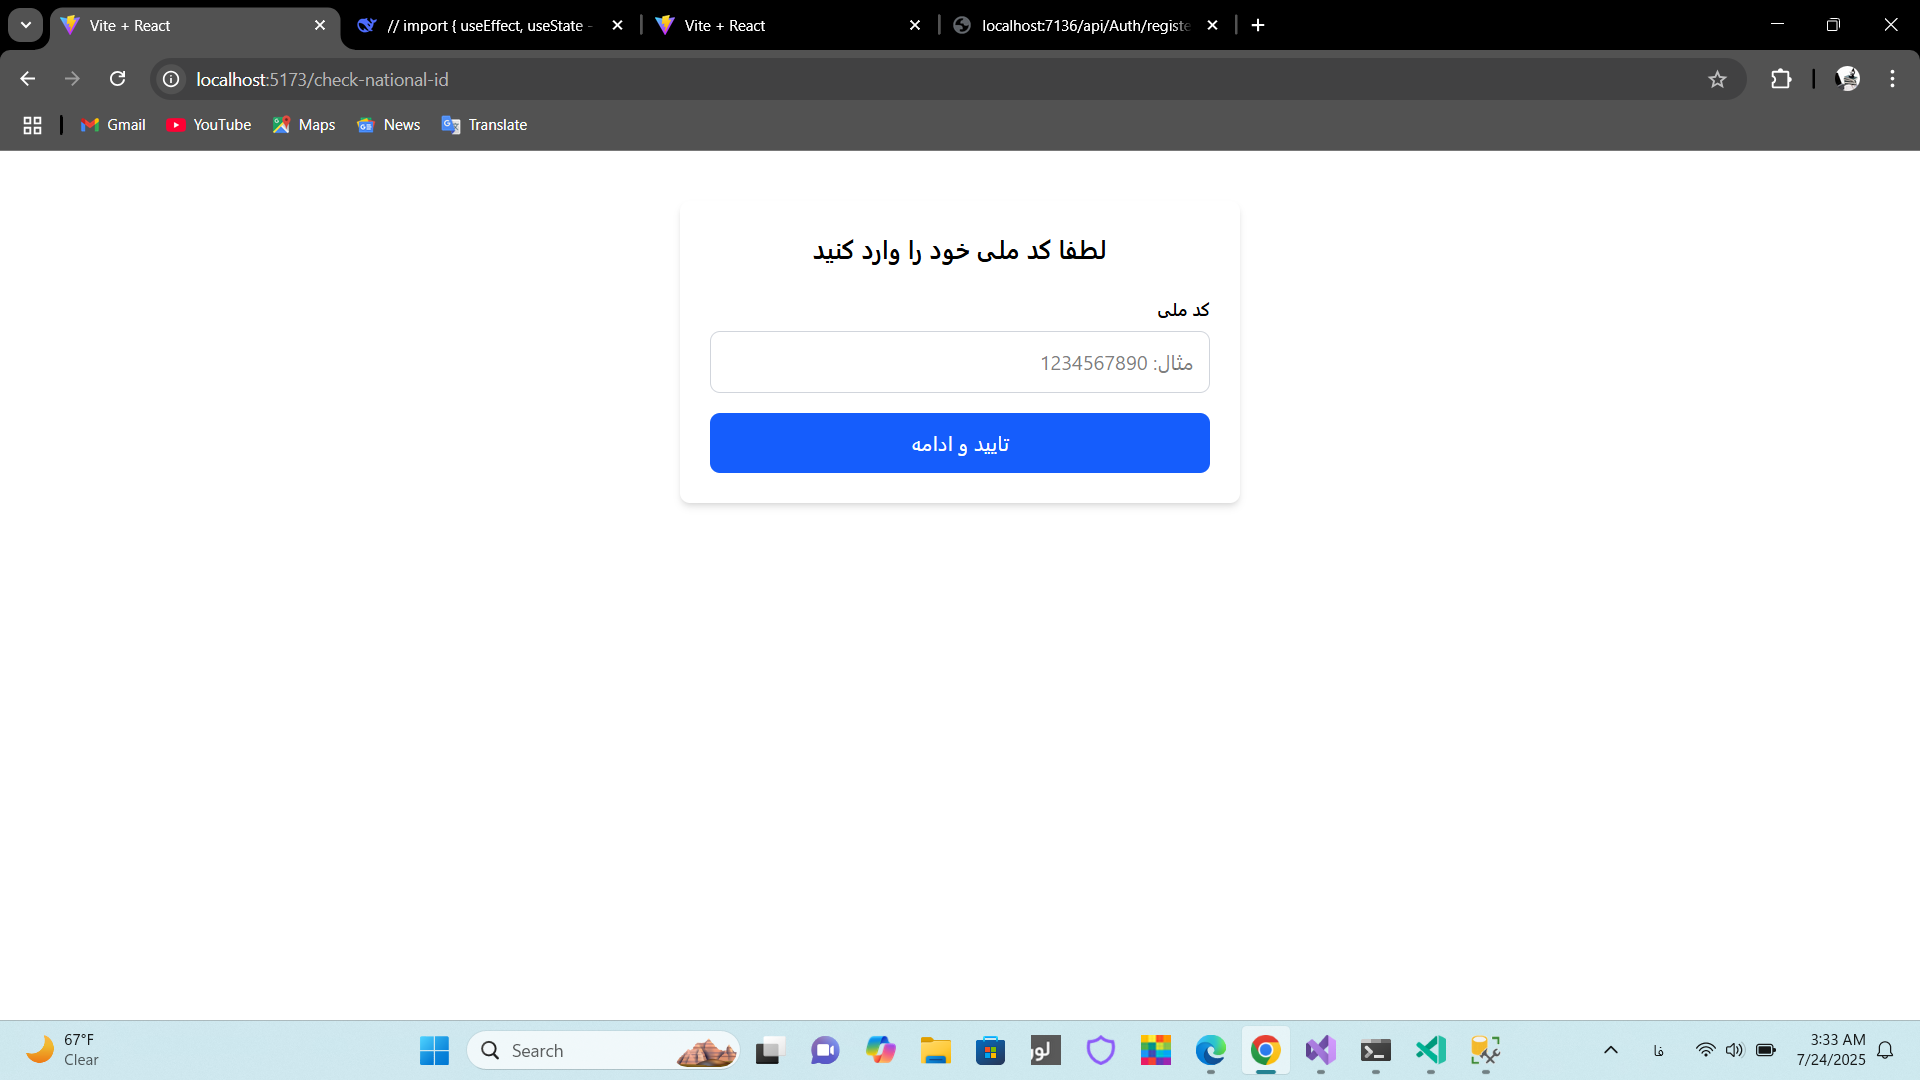 Vite + React
// import { useEffect, useState -
Vite + React
localhost:7136/api/Auth/registe
localhost:5173/check-national-id
Gmail
YouTube
Maps
News
Translate
لطفا کد ملی خود را وارد کنید
کد ملی
مثال: 1234567890
تایید و ادامه
67°F
Clear
Search
لور
فا
3:33 AM
7/24/2025